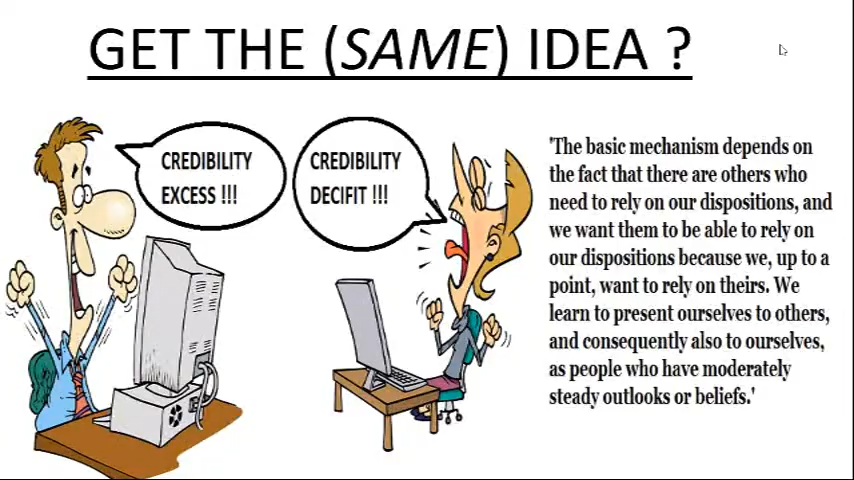 GET THE (SAME) IDEA ?
CREDIBILITY
EXCESS !!!
CREDIBILITY
DECIFIT !!!
'The basic mechanism depends on
the fact that there are others who
need to rely on our dispositions, and
we want them to be able to rely on
our dispositions because we, up to a
point, want to rely on theirs. We
learn to present ourselves to others,
and consequently also to ourselves,
as people who have moderately
steady outlooks or beliefs.'